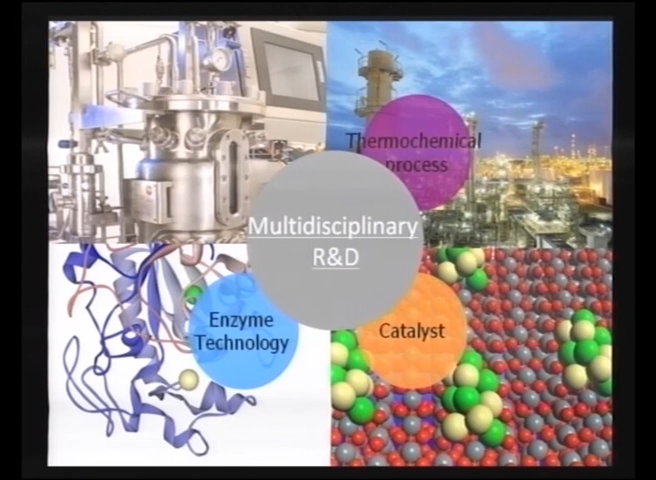 Thermochemical
process
Multidisciplinary
R&D
Enzyme
Technology
Catalyst